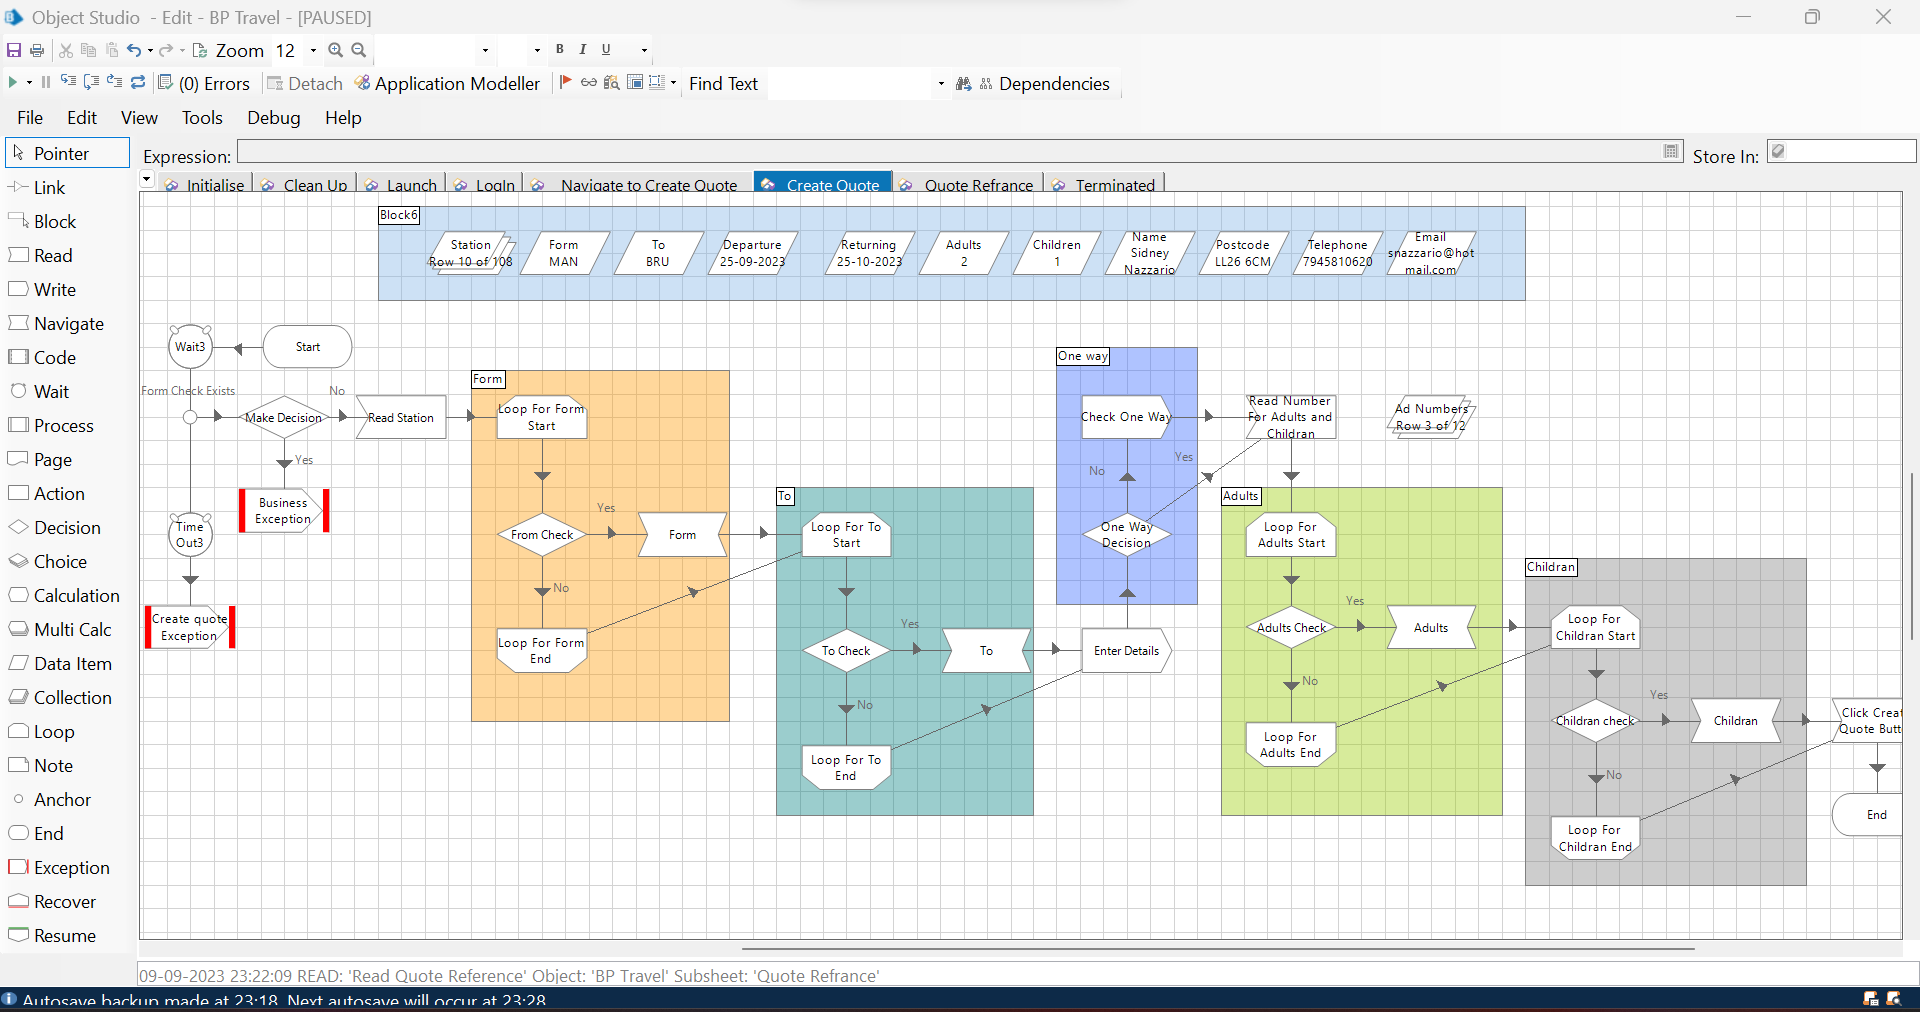 Object Studio - Edit - BP Travel - [PAUSED]
Zoom 12 B I U
(0) Errors Detach Application Modeller Find Text Dependencies
File Edit View Tools Debug Help
Pointer
Link
Block
Read
Write
Navigate
Code
Wait
Process
Page
Action
Decision
Choice
Calculation
Multi Calc
Data Item
Collection
Loop
Note
Anchor
End
Exception
Recover
Resume
Expression:
Store In:
Initialise Clean Up Launch LogIn Navigate to Create Quote Create Quote Quote Refrance Terminated
Block6
Station
Row 10 of 108
Form
MAN
To
BRU
Departure
25-09-2023
Returning
25-10-2023
Adults
2
Children
1
Name
Sidney
Nazzario
Postcode
LL26 6CM
Telephone
7945810620
Email
snazzario@hot
mail.com
Wait3
Start
Form Check Exists
Make Decision
No
Yes
Read Station
Business
Exception
Time
Out3
Create quote
Exception
Form
Loop For Form
Start
From Check
Yes
Form
No
Loop For Form
End
To
Loop For To
Start
To Check
Yes
To
No
Loop For To
End
Enter Details
One way
Check One Way
No
Yes
One Way
Decision
Read Number
For Adults and
Childran
Ad Numbers
Row 3 of 12
Adults
Loop For
Adults Start
Adults Check
Yes
Adults
No
Loop For
Adults End
Childran
Loop For
Childran Start
Childran check
Yes
Childran
No
Loop For
Childran End
Click Creat
Quote Butt
End
09-09-2023 23:22:09 READ: 'Read Quote Reference' Object: 'BP Travel' Subsheet: 'Quote Refrance'
Autosave backup made at 23:18. Next autosave will occur at 23:28